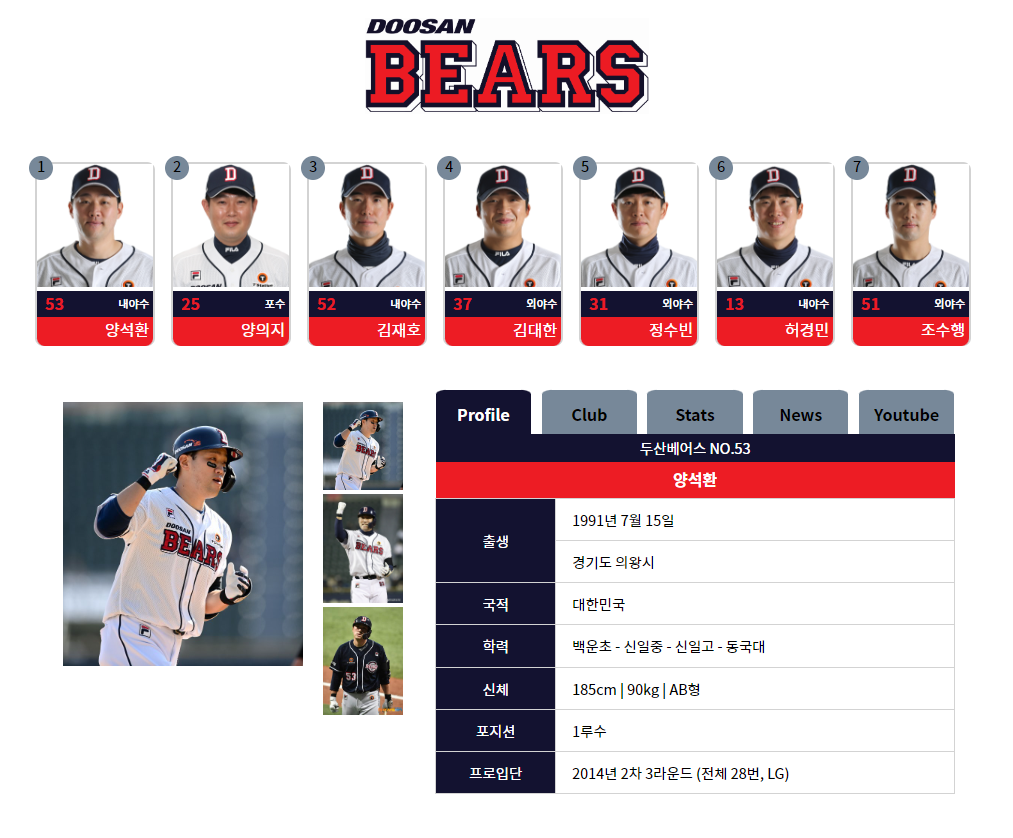 DOOSAN
BEARS
1 2 3 4 5 6 7
53 내야수 25 포수 52 내야수 37 외야수 31 외야수 13 내야수 51 외야수
양석환 양의지 김재호 김대한 정수빈 허경민 조수행
Profile Club Stats News Youtube
두산베어스 NO.53
양석환
출생 1991년 7월 15일
경기도 의왕시
국적 대한민국
학력 백운초 - 신일중 - 신일고 - 동국대
신체 185cm | 90kg | AB형
포지션 1루수
프로입단 2014년 2차 3라운드 (전체 28번, LG)
DOOSAN
DOOSAN
BEARS
BEARS
BEARS
53